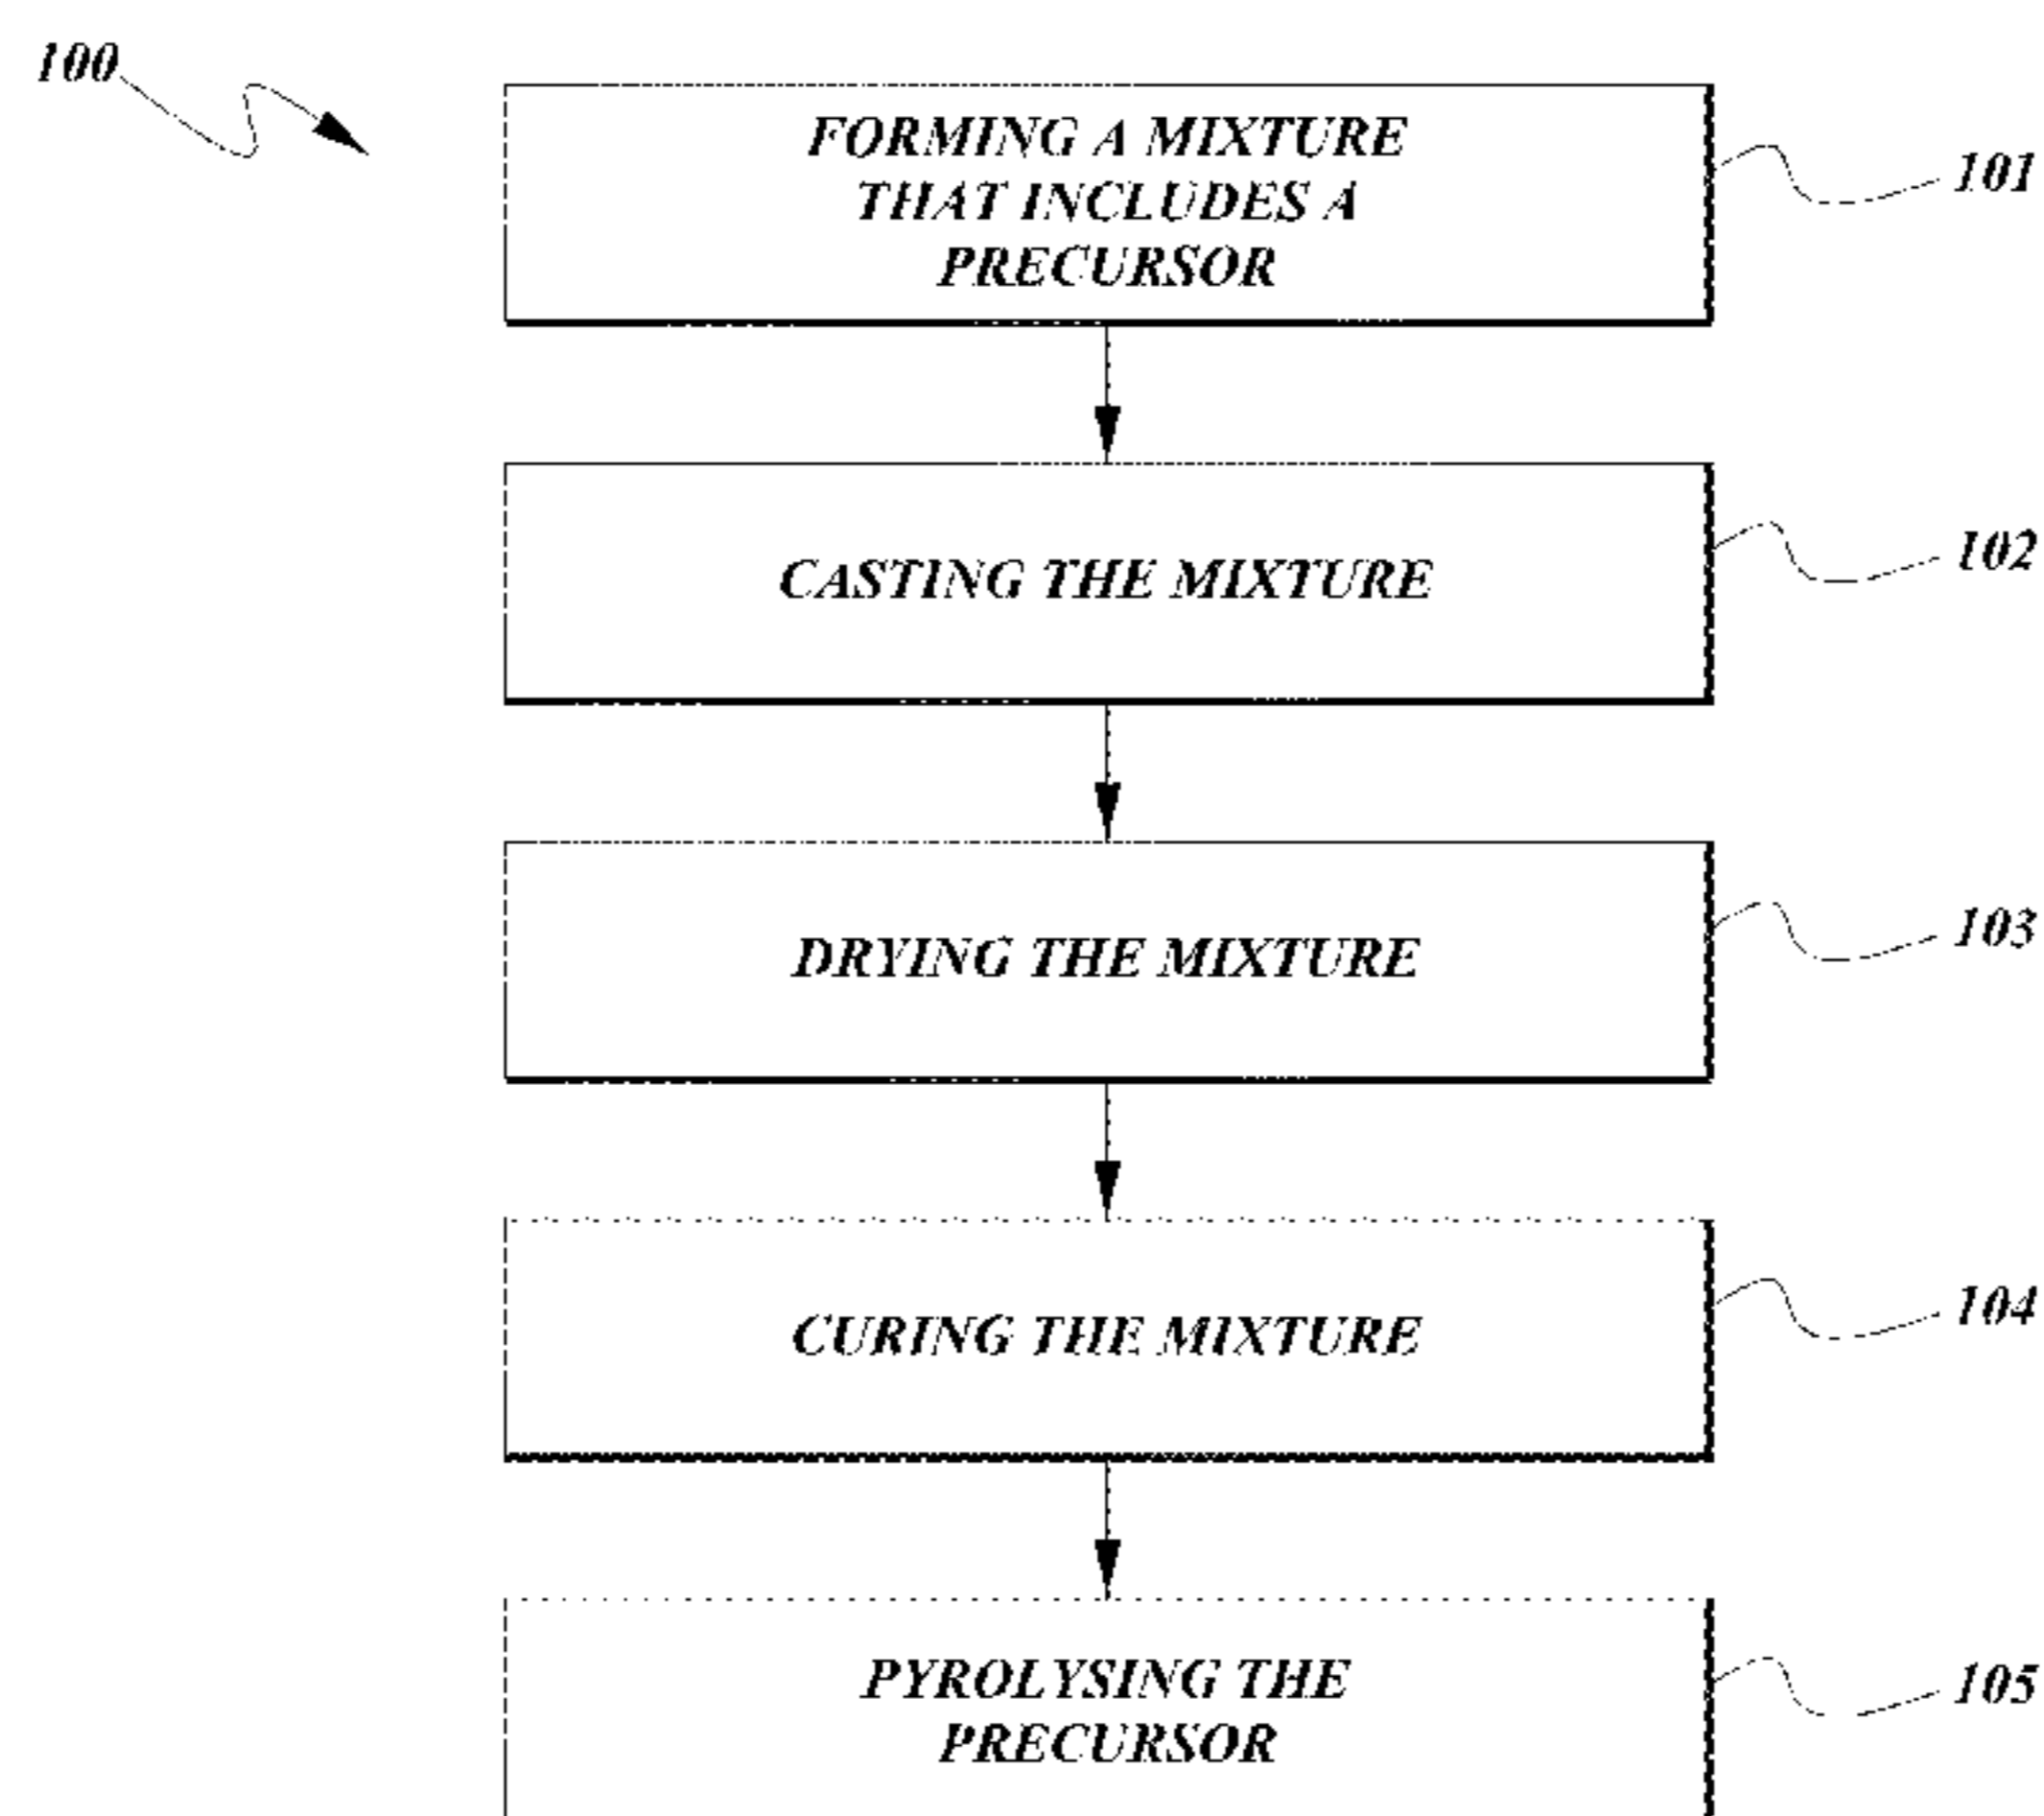 100
FORMING A MIXTURE
THAT INCLUDES A
PRECURSOR
101
CASTING THE MIXTURE
102
DRYING THE MIXTURE
103
CURING THE MIXTURE
104
PYROLYSING THE
PRECURSOR
105